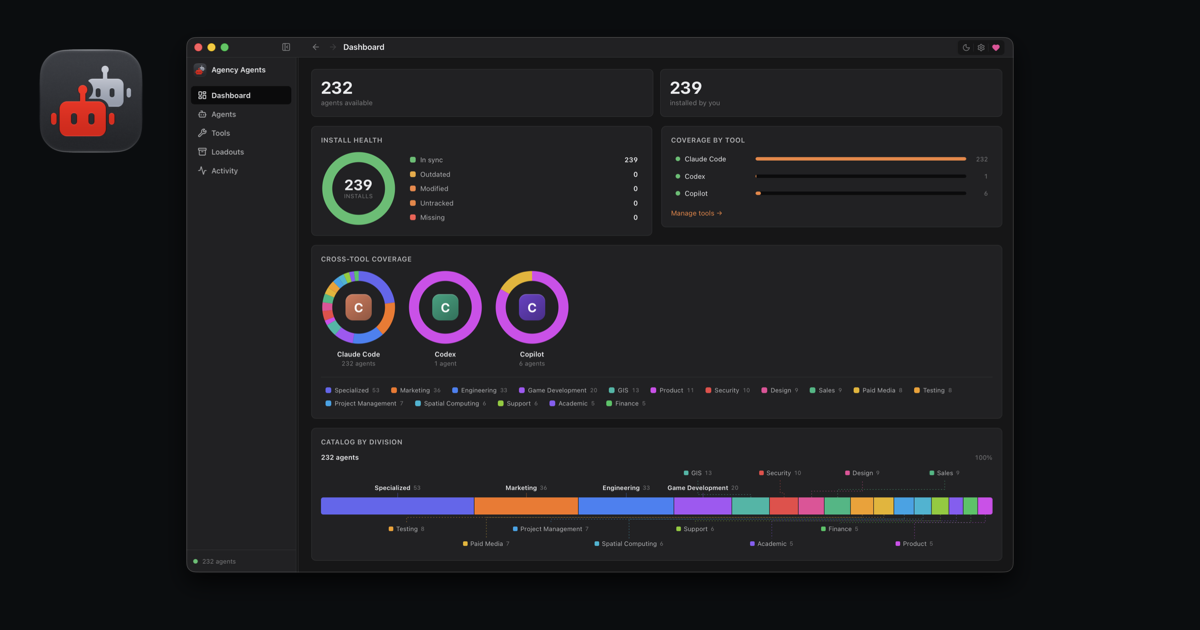 Dashboard
Agency Agents
Dashboard
Agents
Tools
Loadouts
Activity
232 agents
232
agents available
239
installed by you
INSTALL HEALTH
239
INSTALLS
In sync 239
Outdated 0
Modified 0
Untracked 0
Missing 0
COVERAGE BY TOOL
Claude Code 232
Codex 1
Copilot 6
Manage tools →
CROSS-TOOL COVERAGE
C
C
C
Claude Code
232 agents
Codex
1 agent
Copilot
6 agents
Specialized 53 Marketing 36 Engineering 33 Game Development 20 GIS 13 Product 11 Security 10 Design 9 Sales 9 Paid Media 8 Testing 8
Project Management 7 Spatial Computing 6 Support 6 Academic 5 Finance 5
CATALOG BY DIVISION
232 agents 100%
GIS 13 Security 10 Design 9 Sales 9
Specialized 53 Marketing 36 Engineering 33 Game Development 20
Testing 8 Project Management 7 Support 6 Finance 5
Paid Media 7 Spatial Computing 6 Academic 5 Product 5